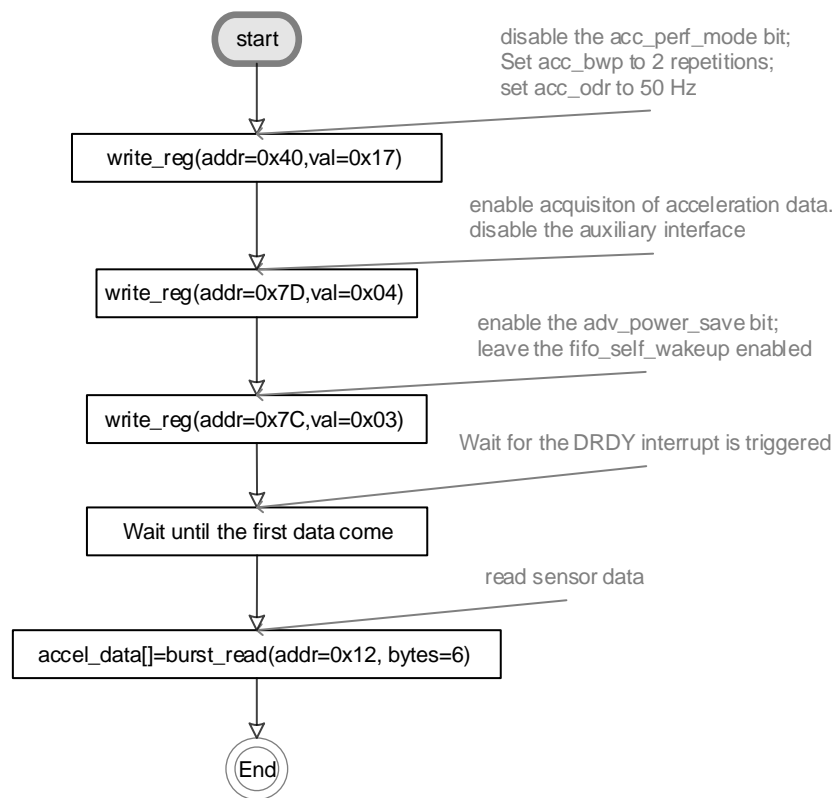 start
disable the acc_perf_mode bit;
Set acc_bwp to 2 repetitions;
set acc_odr to 50 Hz
write_reg(addr=0x40,val=0x17)
enable acquisiton of acceleration data.
disable the auxiliary interface
write_reg(addr=0x7D,val=0x04)
enable the adv_power_save bit;
leave the fifo_self_wakeup enabled
write_reg(addr=0x7C,val=0x03)
Wait for the DRDY interrupt is triggered
Wait until the first data come
read sensor data
accel_data[]=burst_read(addr=0x12, bytes=6)
End